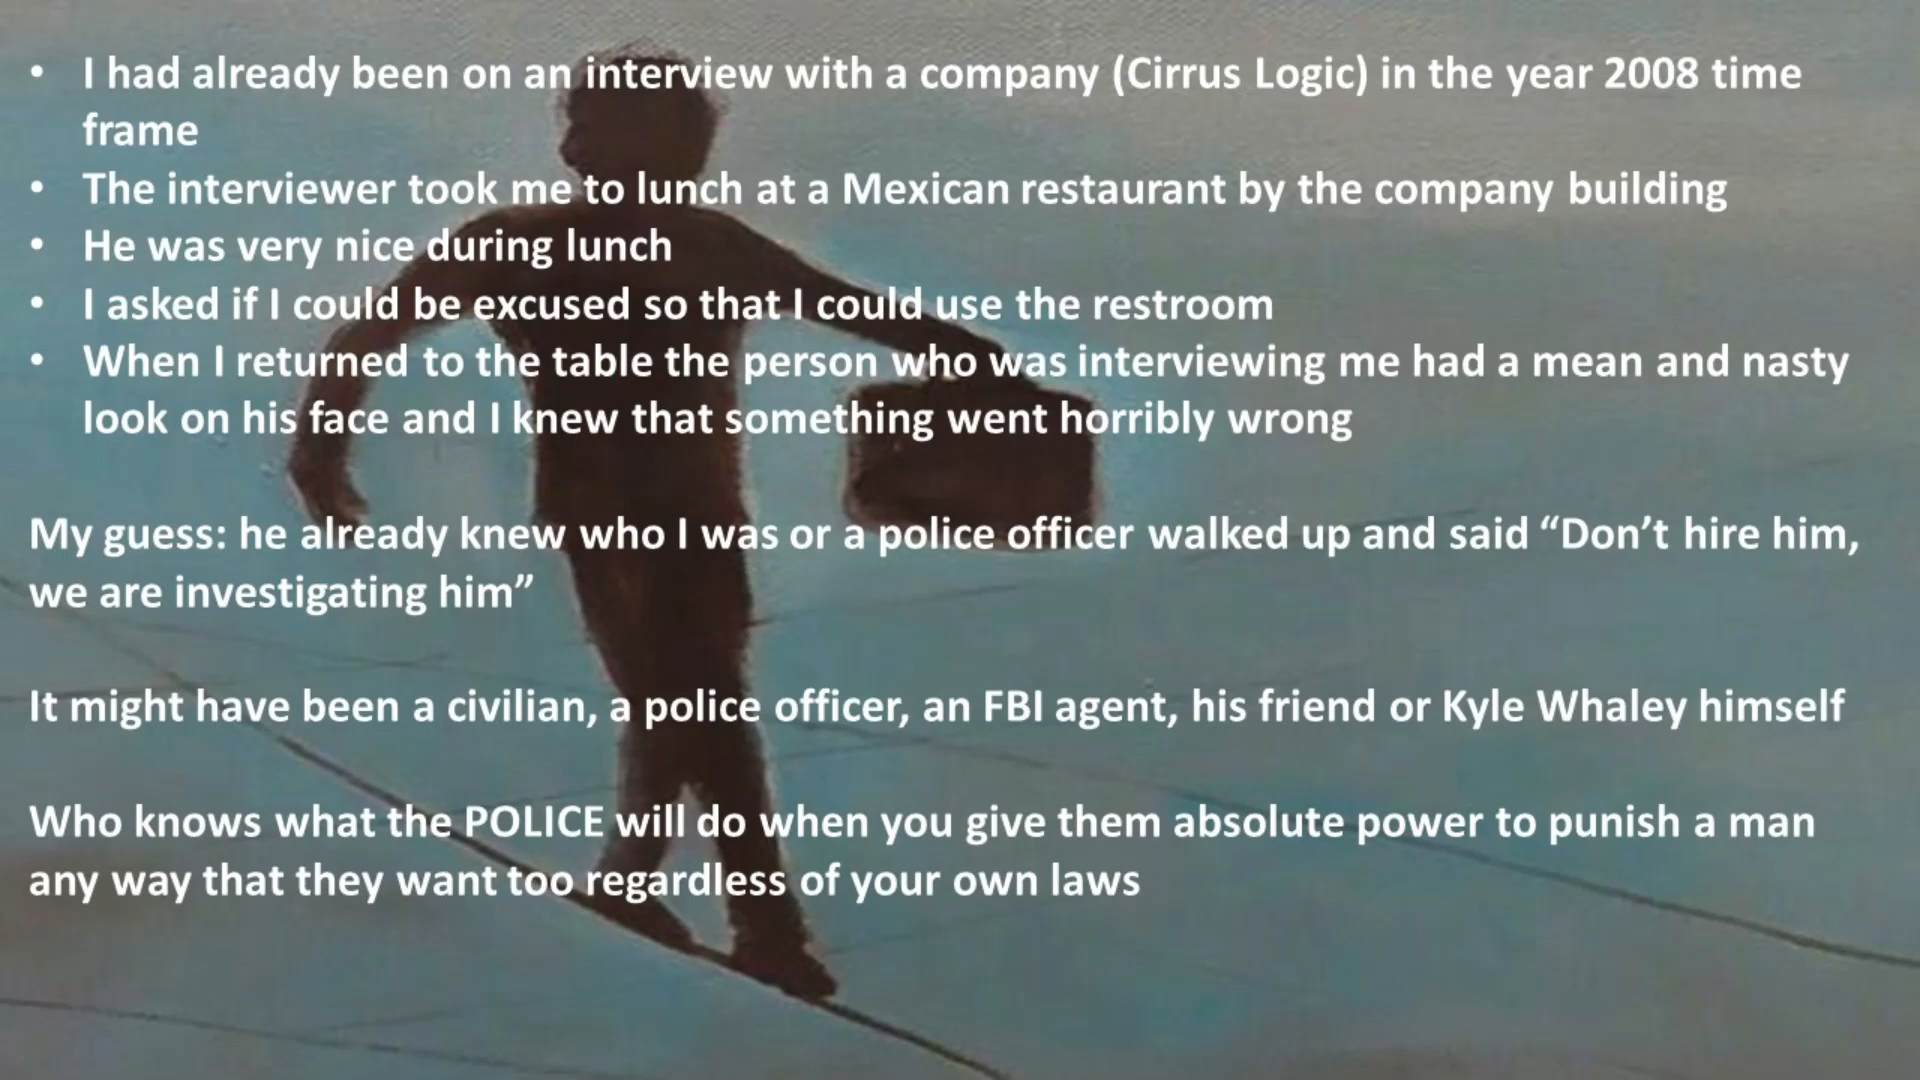 • I had already been on an interview with a company (Cirrus Logic) in the year 2008 time
frame
• The interviewer took me to lunch at a Mexican restaurant by the company building
• He was very nice during lunch
• I asked if I could be excused so that I could use the restroom
• When I returned to the table the person who was interviewing me had a mean and nasty
look on his face and I knew that something went horribly wrong
My guess: he already knew who I was or a police officer walked up and said “Don’t hire him,
we are investigating him”
It might have been a civilian, a police officer, an FBI agent, his friend or Kyle Whaley himself
Who knows what the POLICE will do when you give them absolute power to punish a man
any way that they want too regardless of your own laws